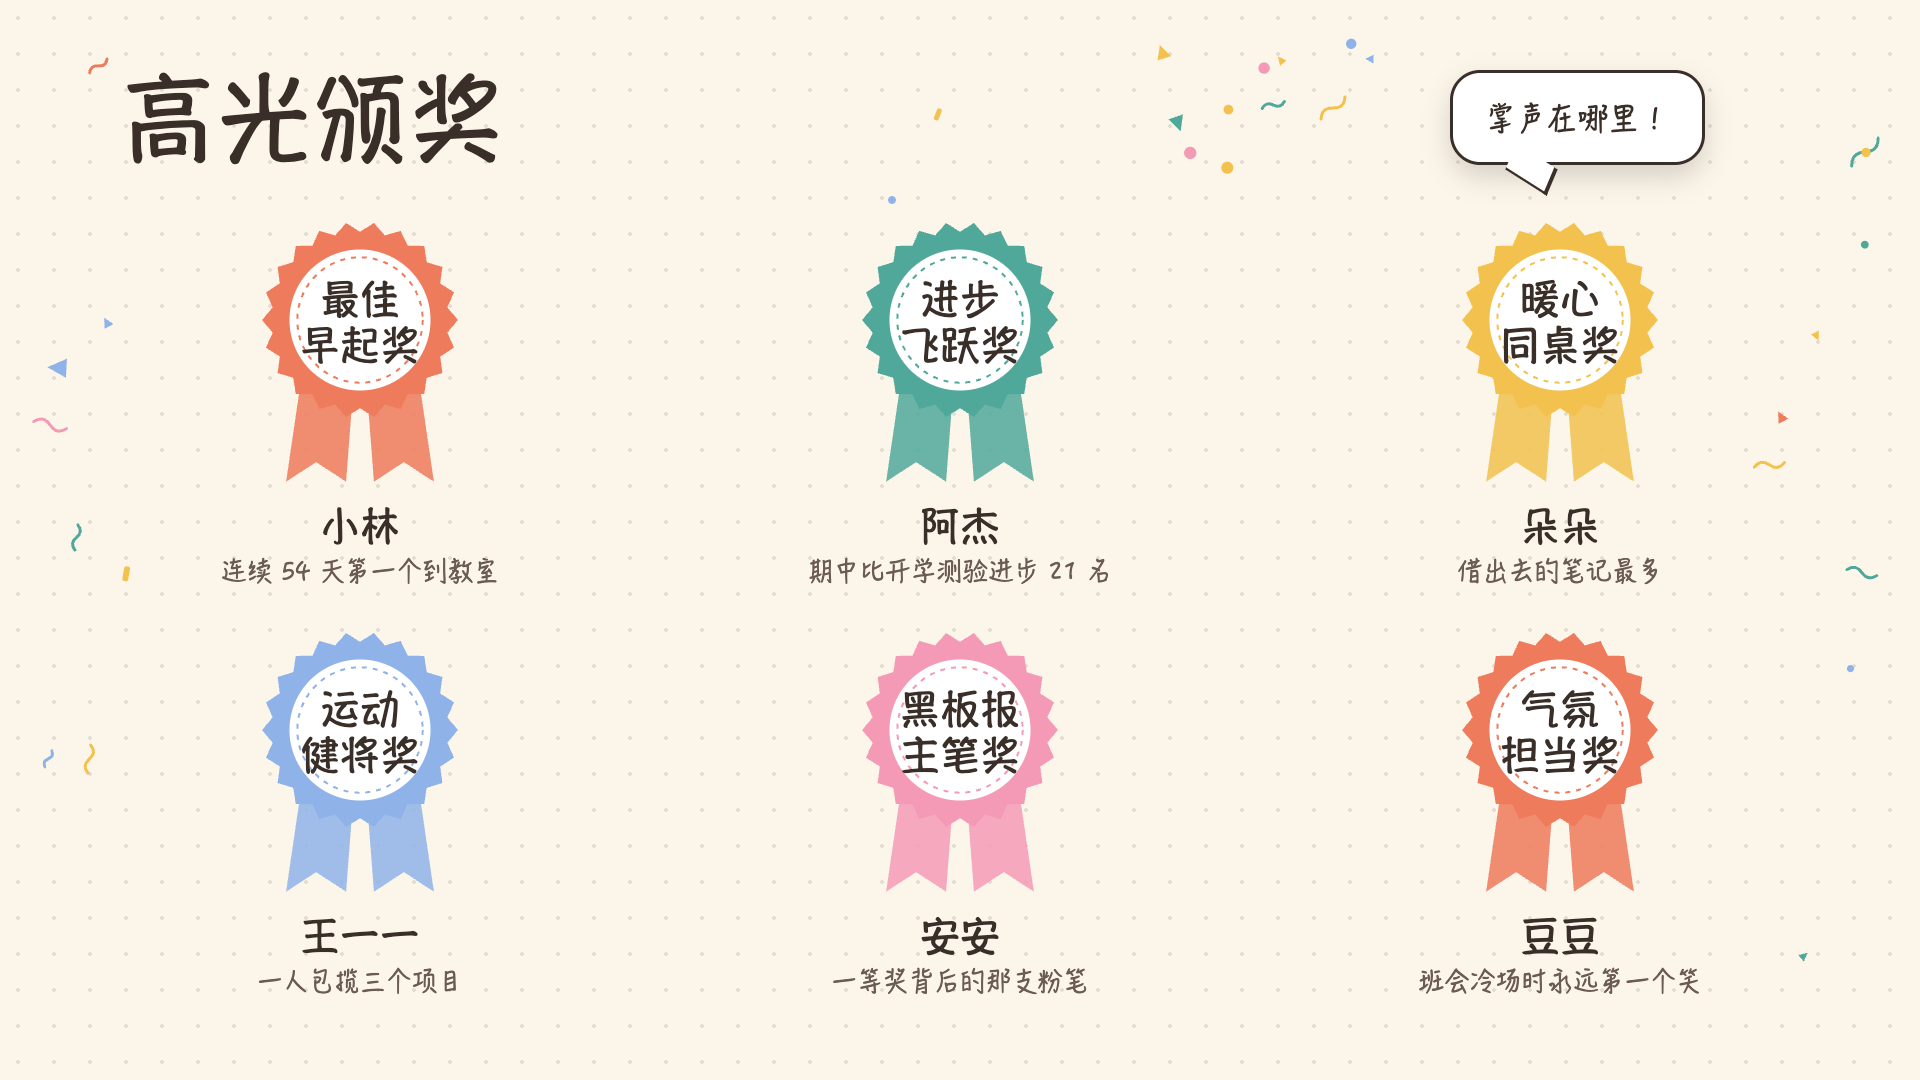 高光颁奖
掌声在哪里！
最佳
早起奖
小林
连续 54 天第一个到教室
进步
飞跃奖
阿杰
期中比开学测验进步 21 名
暖心
同桌奖
朵朵
借出去的笔记最多
运动
健将奖
王一一
一人包揽三个项目
黑板报
主笔奖
安安
一等奖背后的那支粉笔
气氛
担当奖
豆豆
班会冷场时永远第一个笑